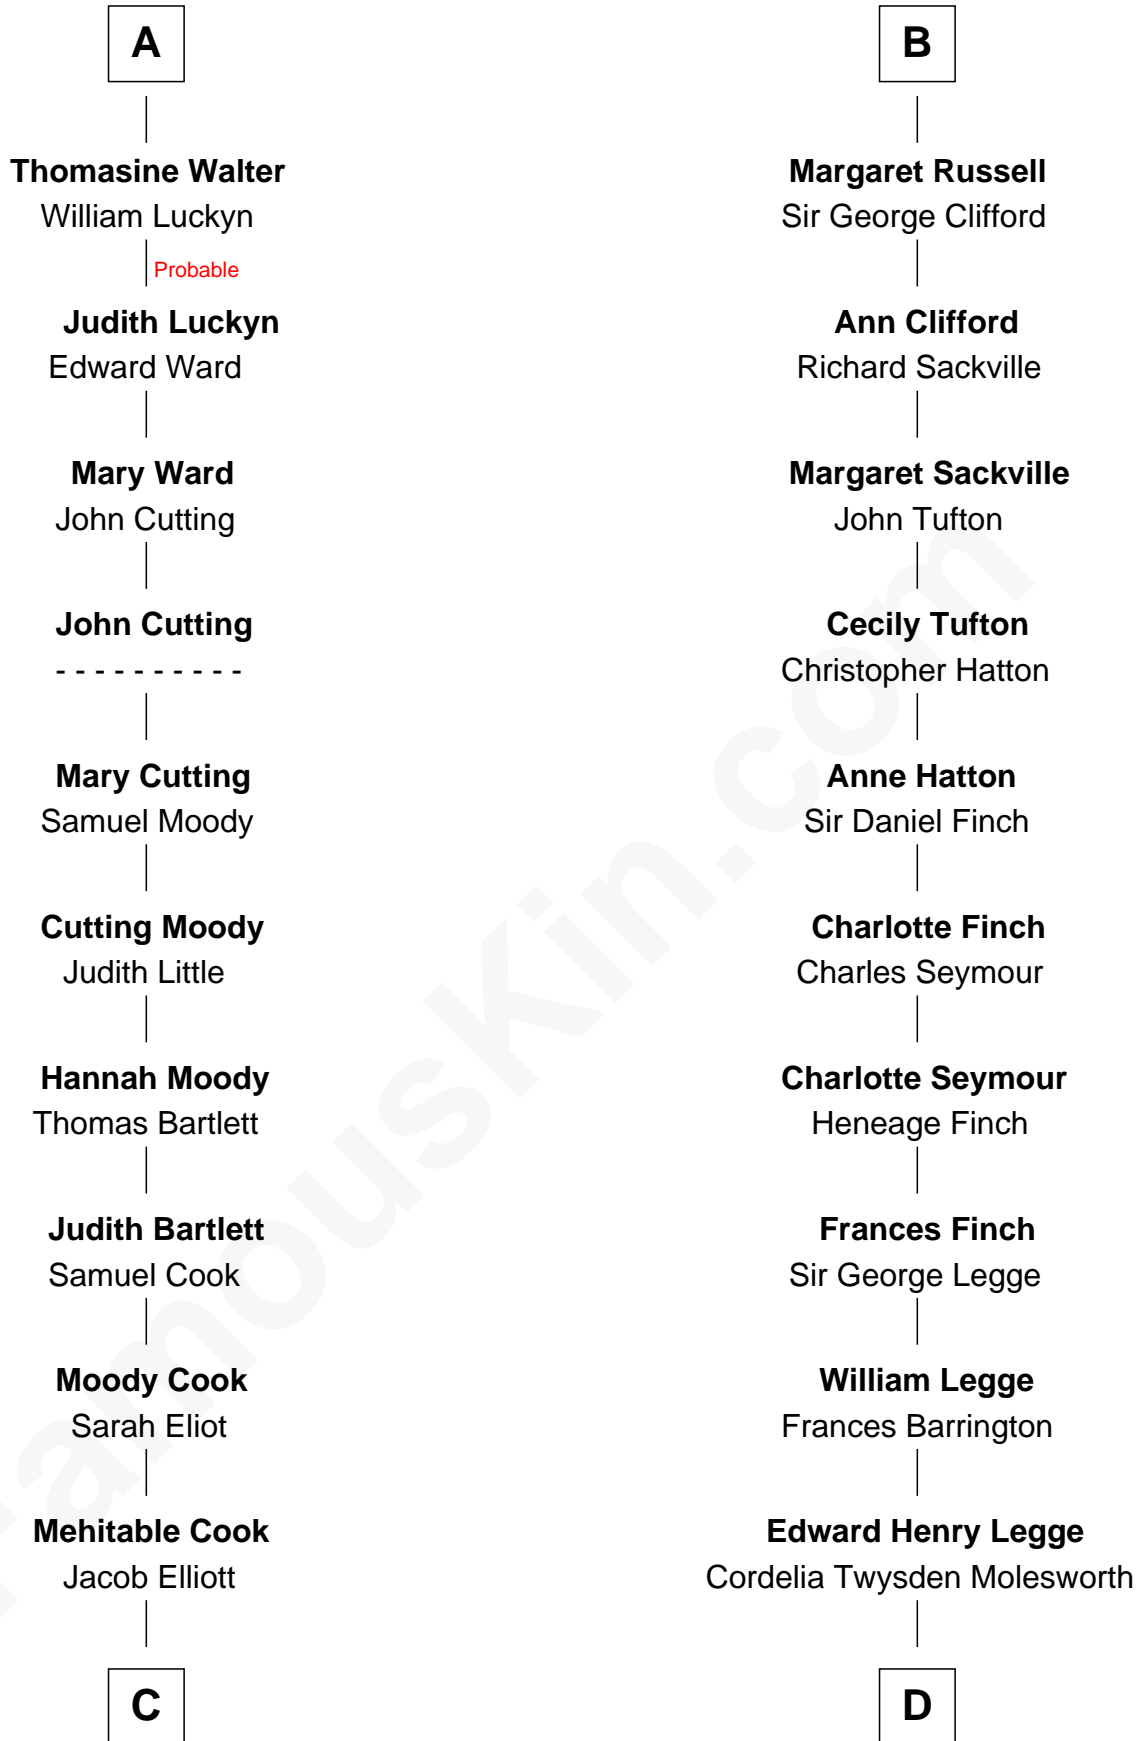 A
Thomasine Walter
William Luckyn
Probable
Judith Luckyn
Edward Ward
Mary Ward
John Cutting
John Cutting
- - - - - - - - - -
Mary Cutting
Samuel Moody
Cutting Moody
Judith Little
Hannah Moody
Thomas Bartlett
Judith Bartlett
Samuel Cook
Moody Cook
Sarah Eliot
Mehitable Cook
Jacob Elliott
C
B
Margaret Russell
Sir George Clifford
Ann Clifford
Richard Sackville
Margaret Sackville
John Tufton
Cecily Tufton
Christopher Hatton
Anne Hatton
Sir Daniel Finch
Charlotte Finch
Charles Seymour
Charlotte Seymour
Heneage Finch
Frances Finch
Sir George Legge
William Legge
Frances Barrington
Edward Henry Legge
Cordelia Twysden Molesworth
D
FamousKin.com